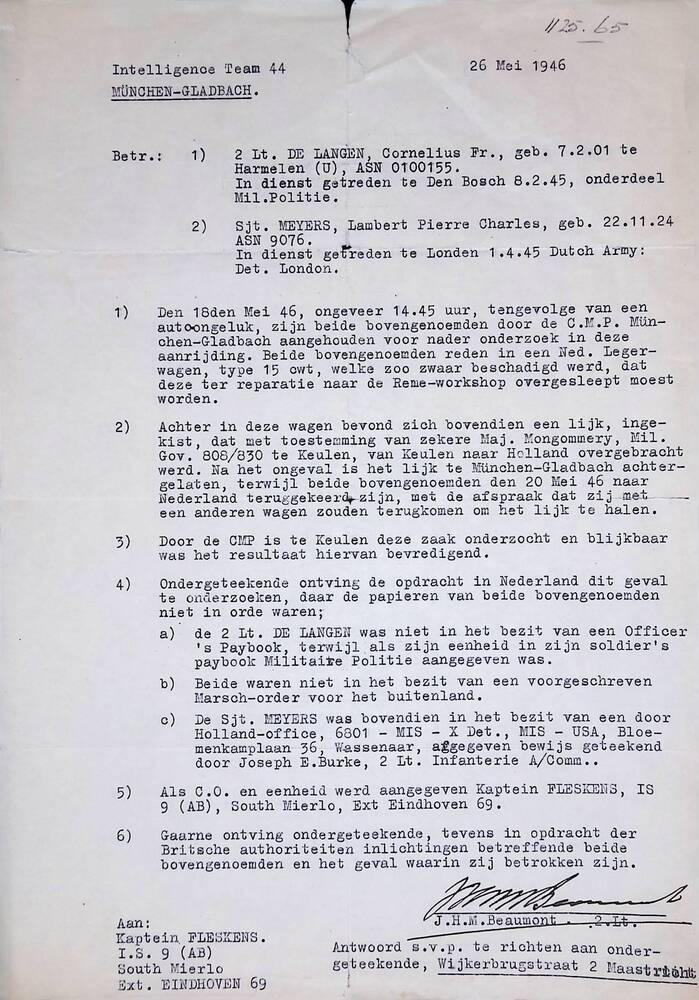 1125.65
Intelligence Team 44
26 Mei 1946
MÜNCHEN-GLADBACH.
Betr.: 1) 2 Lt. DE LANGEN, Cornelius Fr., geb. 7.2.01 te
Harmelen (U), ASN 0100155.
In dienst getreden te Den Bosch 8.2.45, onderdeel
Mil.Politie.
2) Sjt. MEYERS, Lambert Pierre Charles, geb. 22.11.24
ASN 9076.
In dienst getreden te Londen 1.4.45 Dutch Army:
Det. London.
1) Den 18den Mei 46, ongeveer 14.45 uur, tengevolge van een
autoongeluk, zijn beide bovengenoemden door de C.M.P. Mün-
chen-Gladbach aangehouden voor nader onderzoek in deze
aanrijding. Beide bovengenoemden reden in een Ned. Leger-
wagen, type 15 cwt, welke zoo zwaar beschadigd werd, dat
deze ter reparatie naar de Reme-workshop overgesleept moest
worden.
2) Achter in deze wagen bevond zich bovendien een lijk, inge-
kist, dat met toestemming van zekere Maj. Mongommery, Mil.
Gov. 808/830 te Keulen, van Keulen naar Holland overgebracht
werd. Na het ongeval is het lijk te München-Gladbach achter-
gelaten, terwijl beide bovengenoemden den 20 Mei 46 naar
Nederland teruggekeerd zijn, met de afspraak dat zij met
een anderen wagen zouden terugkomen om het lijk te halen.
3) Door de CMP is te Keulen deze zaak onderzocht en blijkbaar
was het resultaat hiervan bevredigend.
4) Ondergeteekende ontving de opdracht in Nederland dit geval
te onderzoeken, daar de papieren van beide bovengenoemden
niet in orde waren;
a) de 2 Lt. DE LANGEN was niet in het bezit van een Officer
's Paybook, terwijl als zijn eenheid in zijn soldier's
paybook Militaire Politie aangegeven was.
b) Beide waren niet in het bezit van een voorgeschreven
Marsch-order voor het buitenland.
c) De Sjt. MEYERS was bovendien in het bezit van een door
Holland-office, 6801 - MIS - X Det., MIS - USA, Bloe-
menkamplaan 36, Wassenaar, afgegeven bewijs geteekend
door Joseph E.Burke, 2 Lt. Infanterie A/Comm..
5) Als C.O. en eenheid werd aangegeven Kaptein FLESKENS, IS
9 (AB), South Mierlo, Ext Eindhoven 69.
6) Gaarne ontving ondergeteekende, tevens in opdracht der
Britsche authoriteiten inlichtingen betreffende beide
bovengenoemden en het geval waarin zij betrokken zijn.
J.H.M.Beaumont. 2.Lt.
Aan:
Kaptein FLESKENS.
I.S. 9 (AB)
South Mierlo
Ext. EINDHOVEN 69
Antwoord s.v.p. te richten aan onder-
geteekende, Wijkerbrugstraat 2 Maastricht